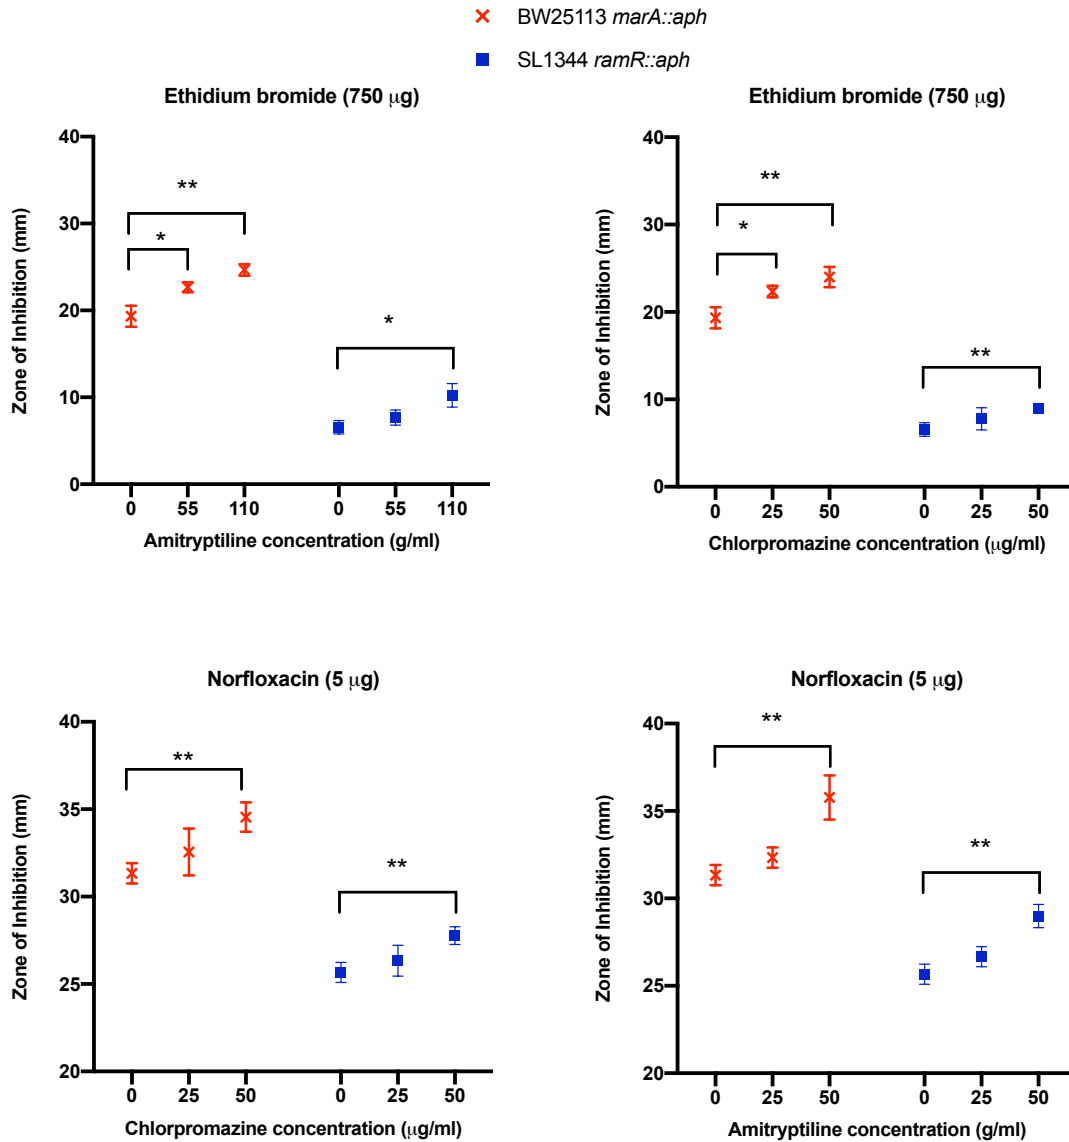 BW25113 marA::aph
SL1344 ramR::aph
Ethidium bromide (750 μg)
40
30
20
10
0
Zone of Inhibition (mm)
**
*
*
0 55 110 0 55 110
Amitryptiline concentration (g/ml)
Ethidium bromide (750 μg)
40
30
20
10
0
Zone of Inhibition (mm)
**
*
**
0 25 50 0 25 50
Chlorpromazine concentration (μg/ml)
Norfloxacin (5 μg)
40
35
30
25
20
Zone of Inhibition (mm)
**
**
0 25 50 0 25 50
Chlorpromazine concentration (μg/ml)
Norfloxacin (5 μg)
40
35
30
25
20
Zone of Inhibition (mm)
**
**
0 25 50 0 25 50
Amitryptiline concentration (g/ml)